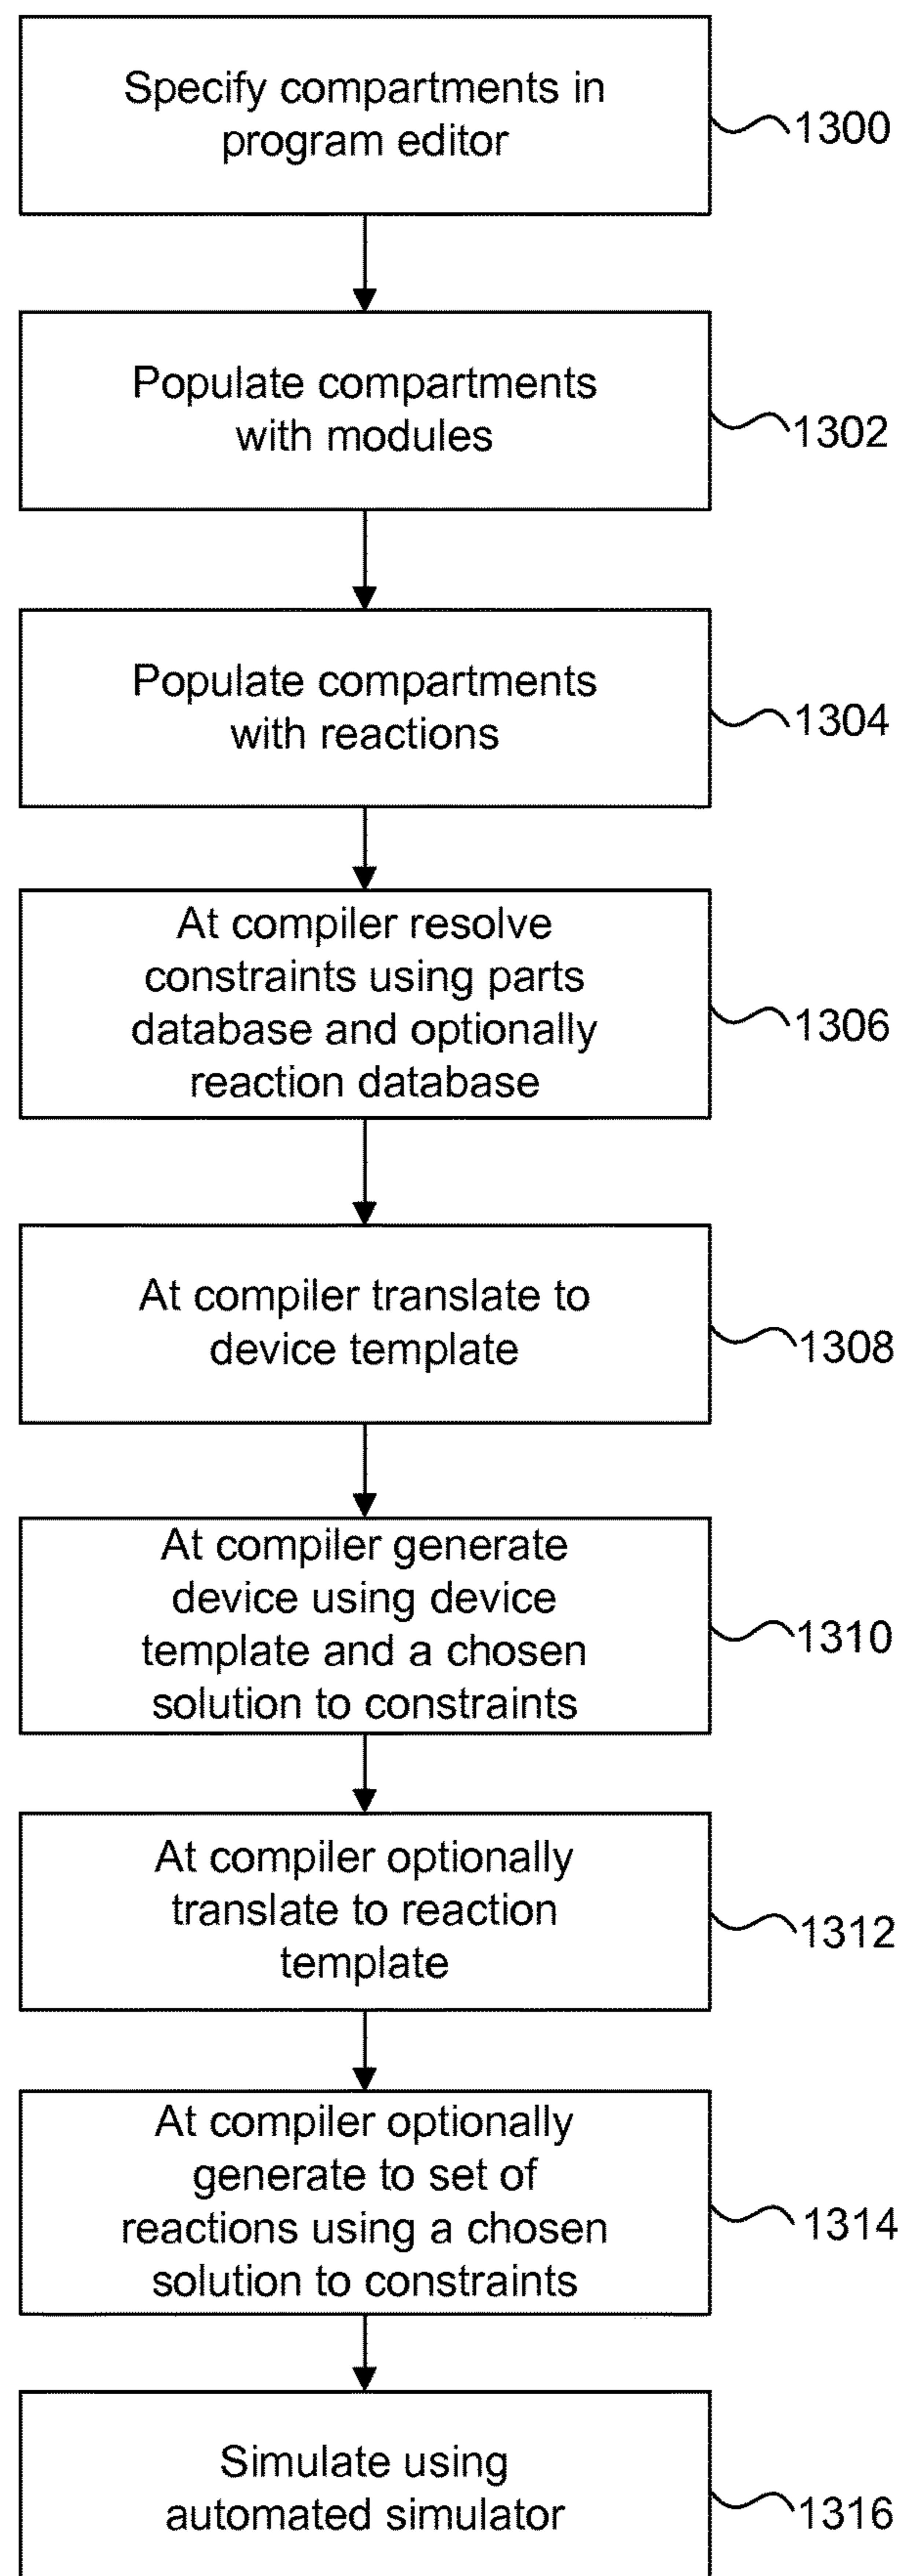 Specify compartments in
program editor
1300
Populate compartments
with modules
1302
Populate compartments
with reactions
1304
At compiler resolve
constraints using parts
database and optionally
reaction database
1306
At compiler translate to
device template
1308
At compiler generate
device using device
template and a chosen
solution to constraints
1310
At compiler optionally
translate to reaction
template
1312
At compiler optionally
generate to set of
reactions using a chosen
solution to constraints
1314
Simulate using
automated simulator
1316